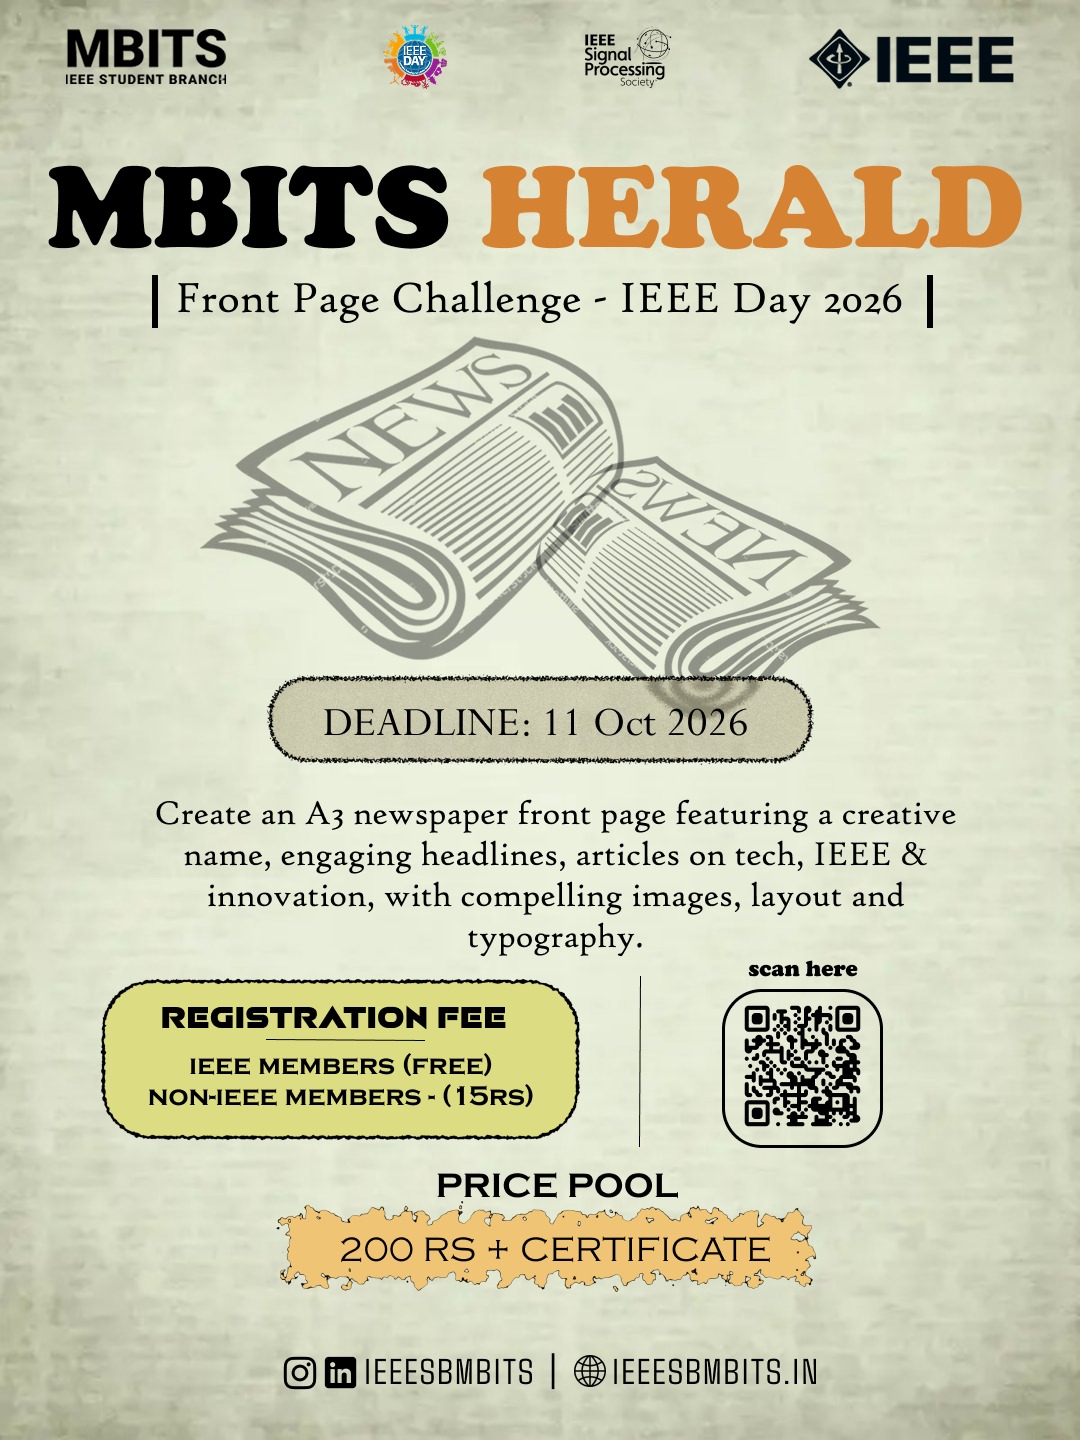 MBITS
IEEE STUDENT BRANCH
IEEE
DAY
IEEE
Signal
Processing
Society
IEEE
MBITS HERALD
Front Page Challenge - IEEE Day 2026
NEWS
NEWS
DEADLINE: 11 Oct 2026
Create an A3 newspaper front page featuring a creative
name, engaging headlines, articles on tech, IEEE &
innovation, with compelling images, layout and
typography.
scan here
REGISTRATION FEE
IEEE MEMBERS (FREE)
NON-IEEE MEMBERS - (15RS)
PRICE POOL
200 RS + CERTIFICATE
IEEESBMBITS | IEEESBMBITS.IN